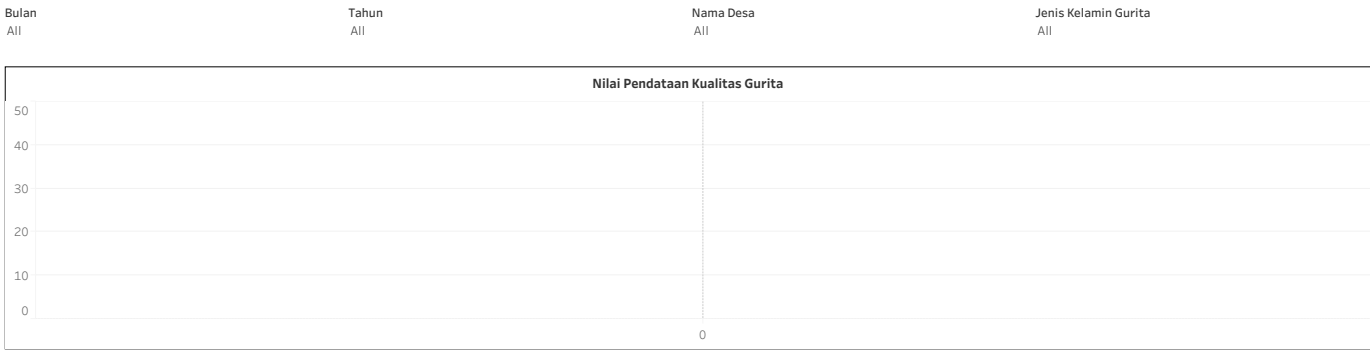 Bulan Tahun Nama Desa Jenis Kelamin Gurita
All All All All
Nilai Pendataan Kualitas Gurita
50
40
30
20
10
0
0